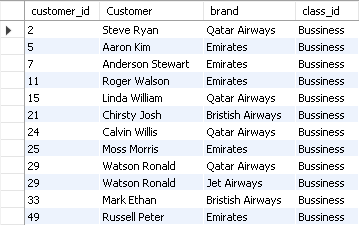 customer_id Customer brand class_id
2 Steve Ryan Qatar Airways Bussiness
5 Aaron Kim Emirates Bussiness
7 Anderson Stewart Emirates Bussiness
11 Roger Walson Emirates Bussiness
15 Linda William Qatar Airways Bussiness
21 Chirsty Josh Bristish Airways Bussiness
24 Calvin Willis Qatar Airways Bussiness
25 Moss Morris Emirates Bussiness
29 Watson Ronald Qatar Airways Bussiness
29 Watson Ronald Jet Airways Bussiness
33 Mark Ethan Bristish Airways Bussiness
49 Russell Peter Emirates Bussiness